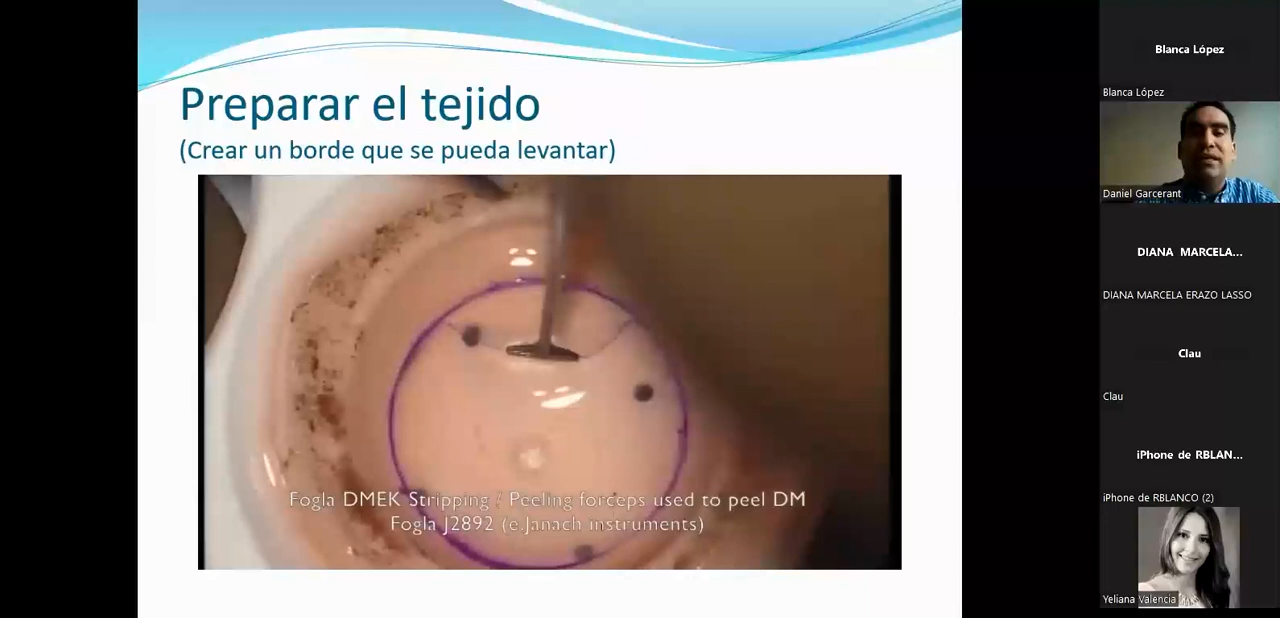 Preparar el tejido
(Crear un borde que se pueda levantar)
Fogla DMEK Stripping / Peeling forceps used to peel DM
Fogla J2892 (e.Janach instruments)
Blanca López
Blanca López
Daniel Garcerant
DIANA MARCELA...
DIANA MARCELA ERAZO LASSO
Clau
Clau
iPhone de RBLAN...
iPhone de RBLANCO (2)
Yeliana Valencia